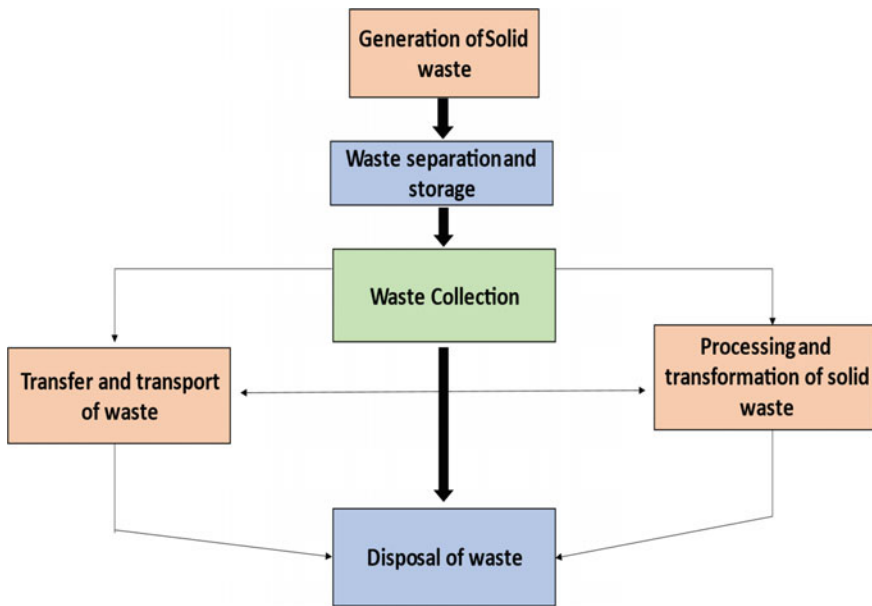 Generation of Solid
waste
Waste separation and
storage
Waste Collection
Transfer and transport
of waste
Processing and
transformation of solid
waste
Disposal of waste